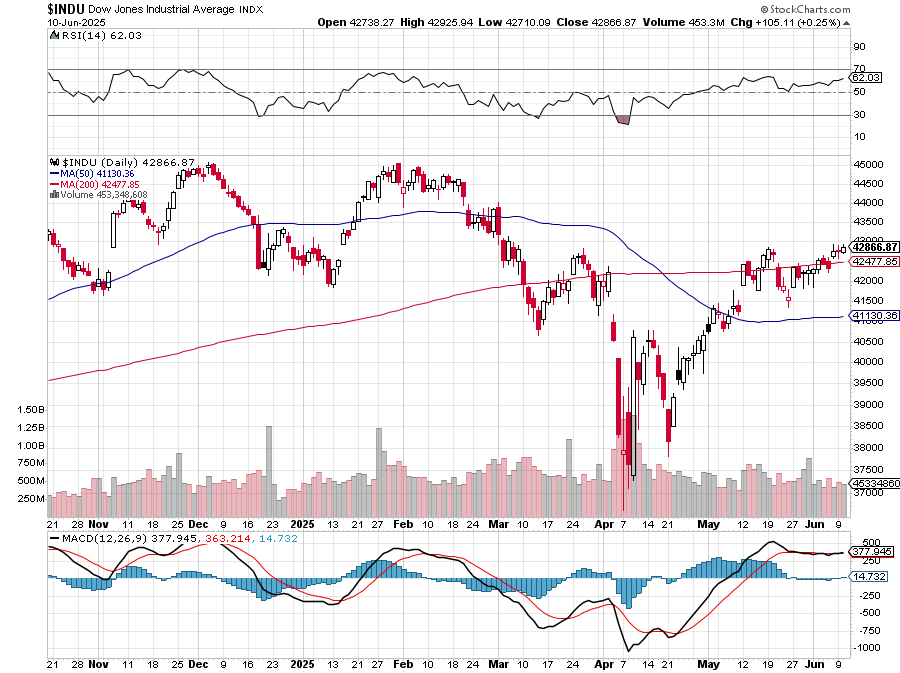 $INDU Dow Jones Industrial Average INDX © StockCharts.com
10-Jun-2025 Open 42738.27 High 42925.94 Low 42710.09 Close 42866.87 Volume 453.3M Chg +105.11 (+0.25%)
RSI(14) 62.03
90
70
62.03
50
30
10
$INDU (Daily) 42866.87
MA(50) 41130.36
MA(200) 42477.85
Volume 453,348,608
45000
44500
44000
43500
43000
42866.87
42477.85
42000
41500
41130.36
41000
40500
40000
39500
39000
38500
38000
37500
45334860
37000
1.50B
1.25B
1.00B
750M
500M
250M
21 28 Nov 11 18 25 Dec 9 16 23 2025 13 21 27 Feb 10 18 24 Mar 10 17 24 Apr 7 14 21 May 12 19 27 Jun 9
MACD(12,26,9) 377.945, 363.214, 14.732
500
377.945
250
14.732
-250
-500
-750
-1000
21 28 Nov 11 18 25 Dec 9 16 23 2025 13 21 27 Feb 10 18 24 Mar 10 17 24 Apr 7 14 21 May 12 19 27 Jun 9